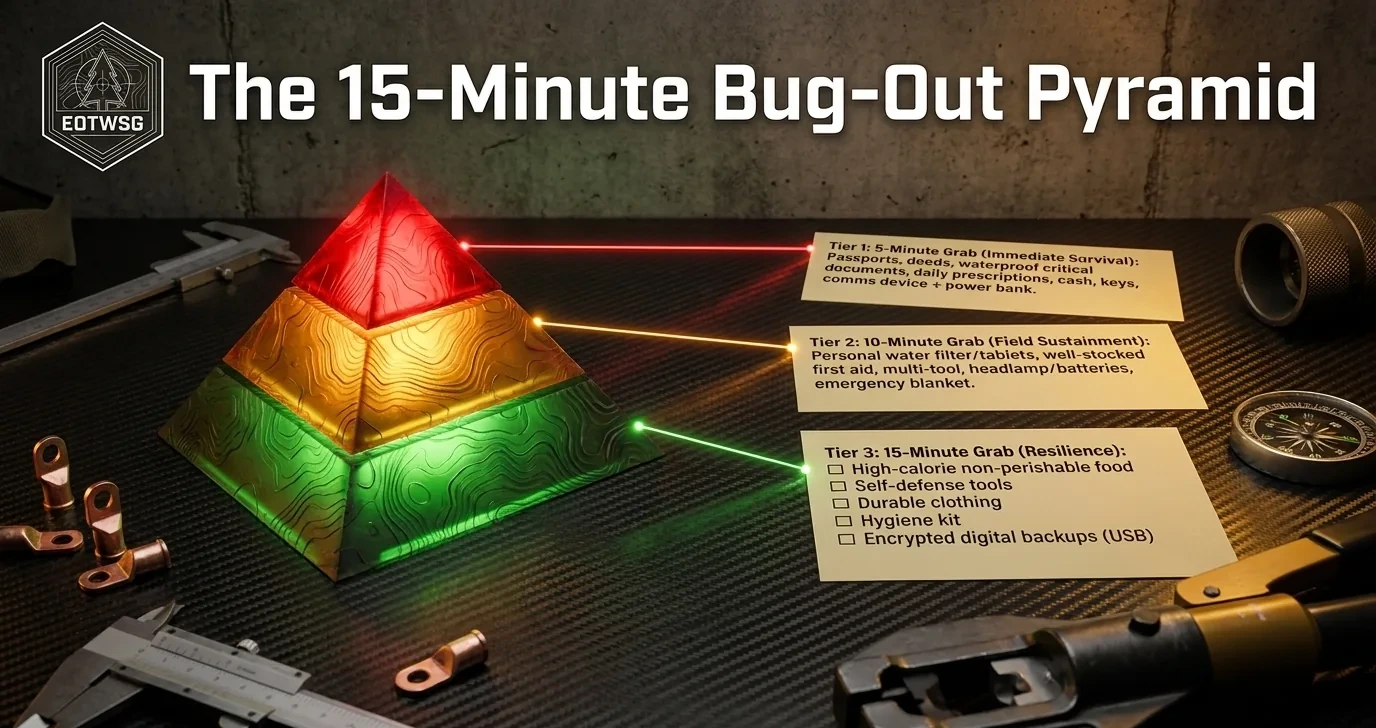 EOTWSG
The 15-Minute Bug-Out Pyramid
Tier 1: 5-Minute Grab (Immediate Sarvival):
Passports, deeds, waterproof critical
documents, daily prescriptions, cash, keys,
comms device + power bank.
Tier 2: 10-Minute Grab (Field Sustainment):
Personal water filter/tablets, well-stocked
first aid, multi-tool, headlamp/batteries,
emergency blanket.
Tier 3: 15-Minute Grab (Resilience):
☐ High-calorie non-perishable food
☐ Self-defense tools
☐ Durable clothing
☐ Hygiene kit
☐ Encrypted digital backups (USB)